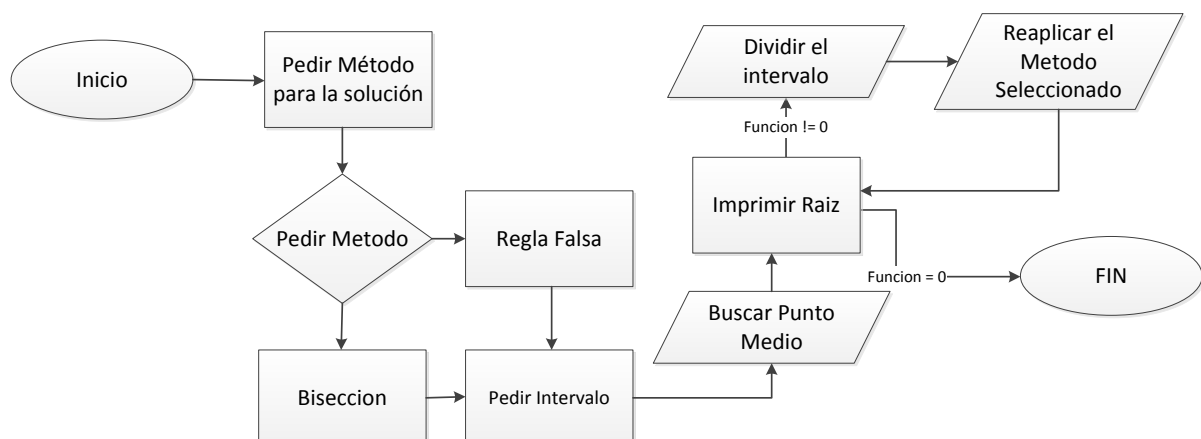 Inicio
Pedir Método
para la solución
Pedir Metodo
Regla Falsa
Biseccion
Pedir Intervalo
Buscar Punto
Medio
Imprimir Raiz
Funcion != 0
Dividir el
intervalo
Reaplicar el
Metodo
Seleccionado
Funcion = 0
FIN